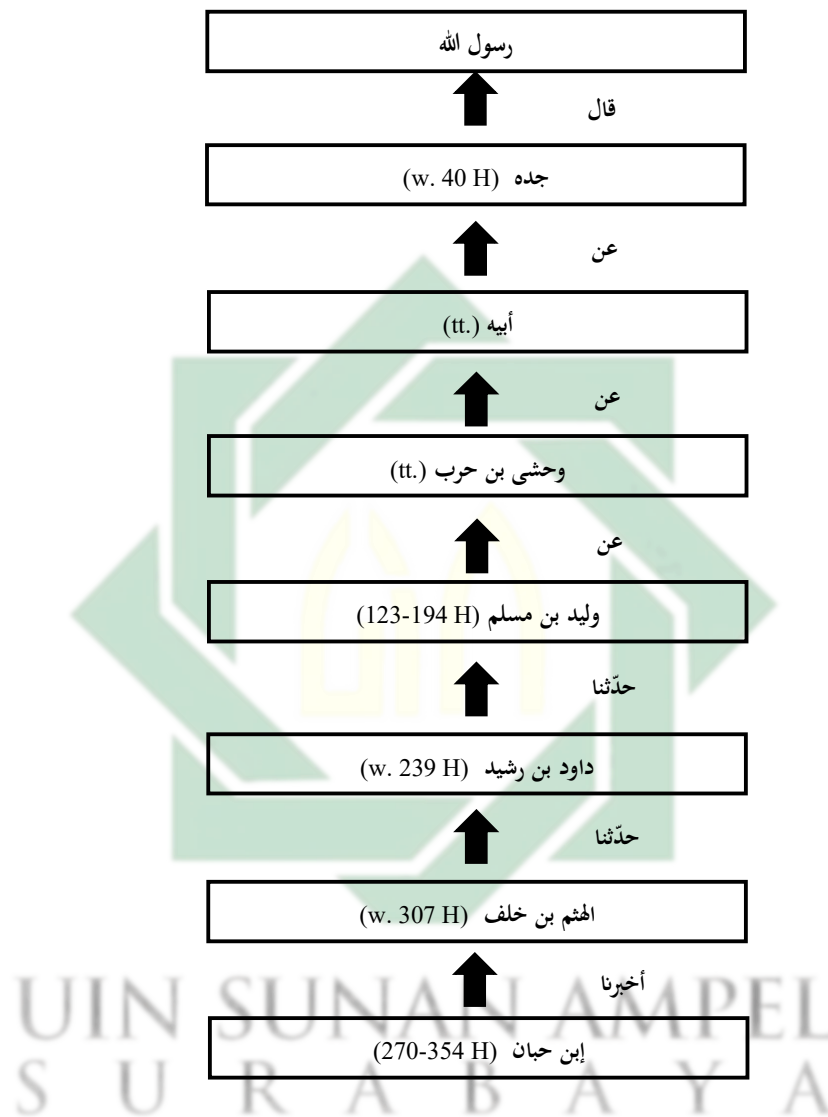 رسول الله
قال
جده (w. 40 H)
عن
أبيه (tt.)
عن
وحشى بن حرب (tt.)
عن
وليد بن مسلم (123-194 H)
حدّثنا
داود بن رشيد (w. 239 H)
حدّثنا
الهثم بن خلف (w. 307 H)
أخبرنا
إبن حبان (270-354 H)
UIN SUNAN AMPEL
SURABAYA